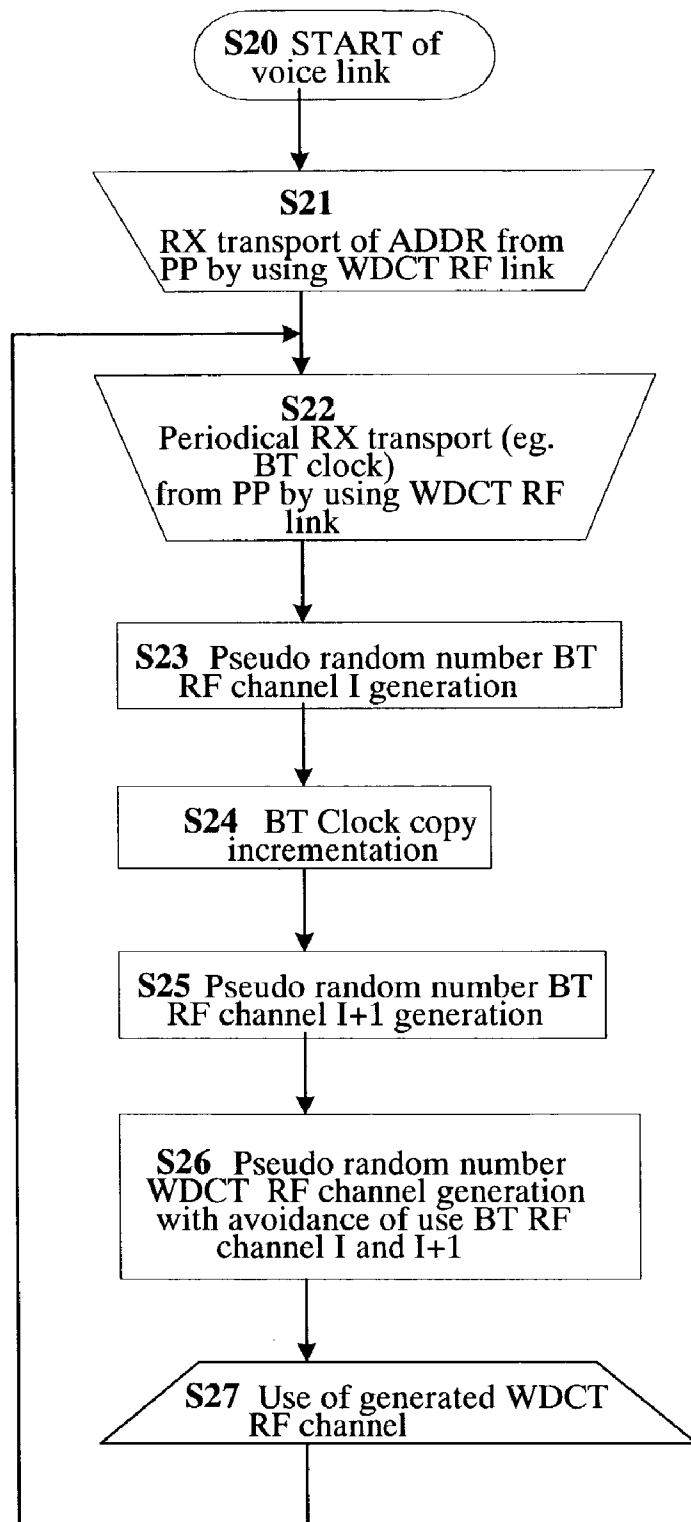 S20 START of
voice link
S21
RX transport of ADDR from
PP by using WDCT RF link
S22
Periodical RX transport (eg.
BT clock)
from PP by using WDCT RF
link
S23 Pseudo random number BT
RF channel I generation
S24 BT Clock copy
incrementation
S25 Pseudo random number BT
RF channel I+1 generation
S26 Pseudo random number
WDCT RF channel generation
with avoidance of use BT RF
channel I and I+1
S27 Use of generated WDCT
RF channel